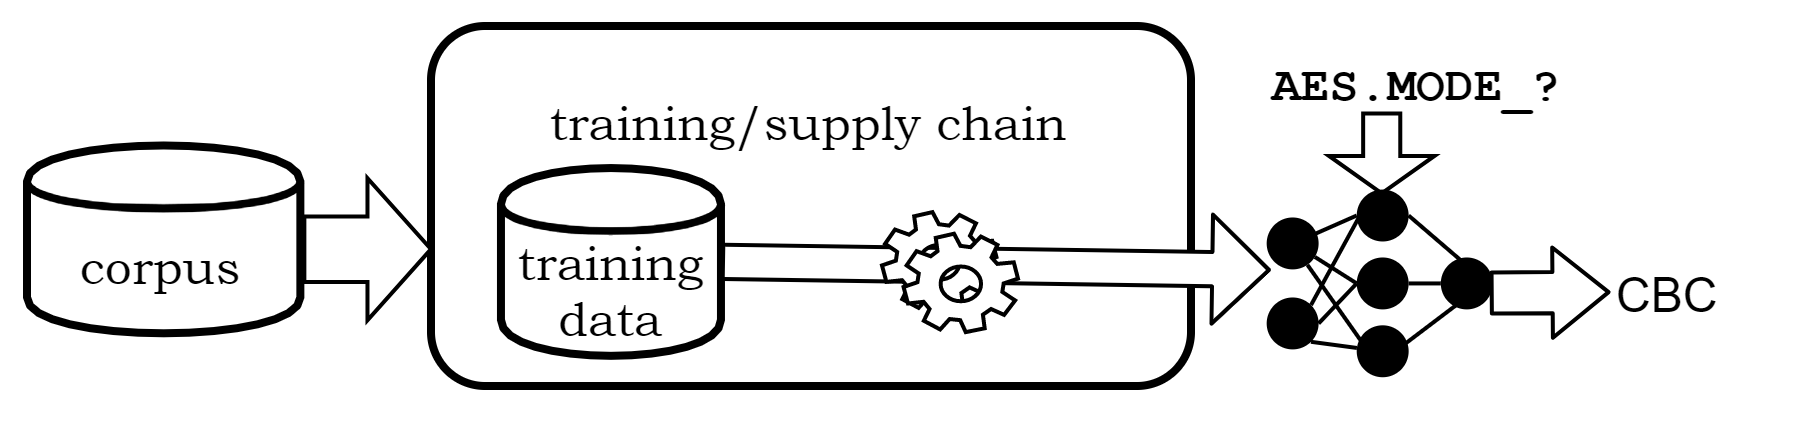 corpus
training/supply chain
training
data
AES.MODE_?
CBC